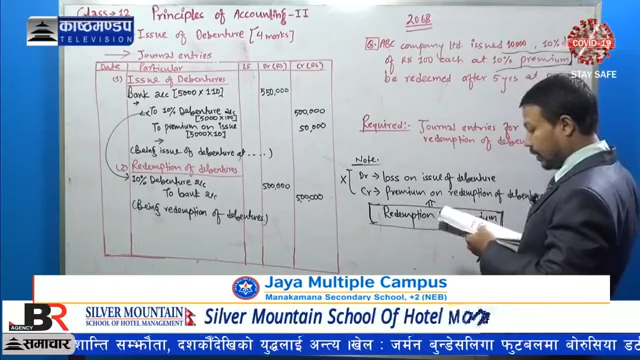 Class→12 Principles of Accounting-II
Issue of Debenture [4 marks]
→ Journal entries
Date Particular LF Dr(RS) Cr(RS)
(1) Issue of Debentures
Bank a/c [5000 X 110] 550,000
To 10% Debenture a/c 500,000
[5000 X 100]
To premium on issue 50,000
[5000 X 10]
(Being issue of debenture at.....)
(2) Redemption of debentures
10% Debenture a/c 500,000
To bank a/c 500,000
(Being redemption of debentures)
2068
Q: ABC company Ltd. issued 10000, 10%
of RS 100 each at 10% premium
be redeemed after 5 yrs at
Required:- Journal entries for
redemption of
Note:
X Dr → loss on issue of debenture
Cr → premium on redemption of
Redemption
काष्ठमण्डप
TELEVISION
COVID-19
STAY SAFE
Jaya Multiple Campus
Manakamana Secondary School, +2 (NEB)
JBR
AGENCY
SILVER MOUNTAIN
SCHOOL OF HOTEL MANAGEMENT
Silver Mountain School Of Hotel
समाचार
शान्ति सम्झौता, दशकौंदेखिको युद्धलाई अन्त्य । खेल : जर्मन बुन्डेसलिगा फुटबलमा बोरुसिया